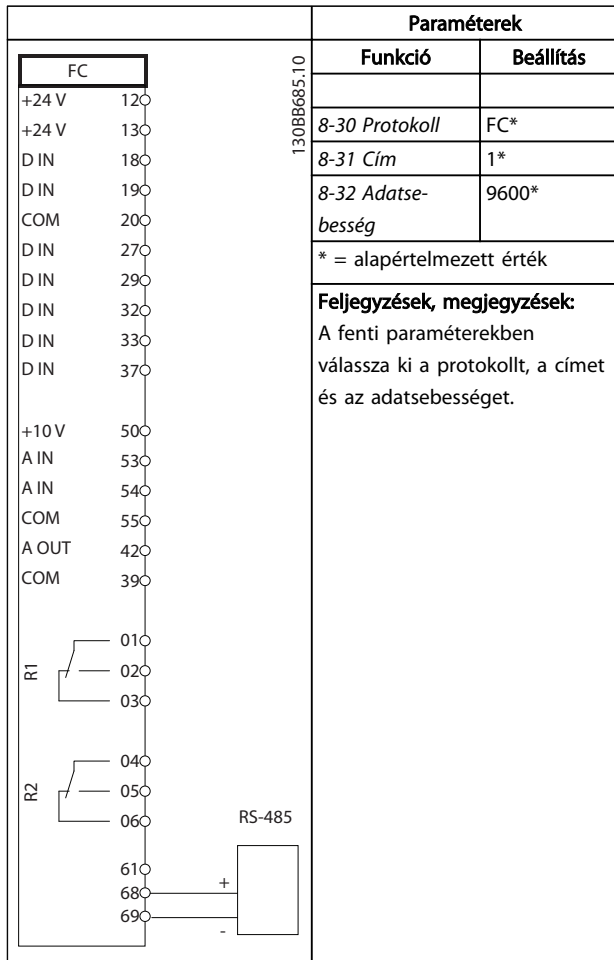 Paraméterek
Funkció Beállítás
8-30 Protokoll FC*
8-31 Cím 1*
8-32 Adatse-
besség 9600*
* = alapértelmezett érték
Feljegyzések, megjegyzések:
A fenti paraméterekben
válassza ki a protokollt, a címet
és az adatsebességet.
130BB685.10
FC
+24 V 12
+24 V 13
D IN 18
D IN 19
COM 20
D IN 27
D IN 29
D IN 32
D IN 33
D IN 37
+10 V 50
A IN 53
A IN 54
COM 55
A OUT 42
COM 39
R1
01
02
03
R2
04
05
06
RS-485
61
68 +
69 -